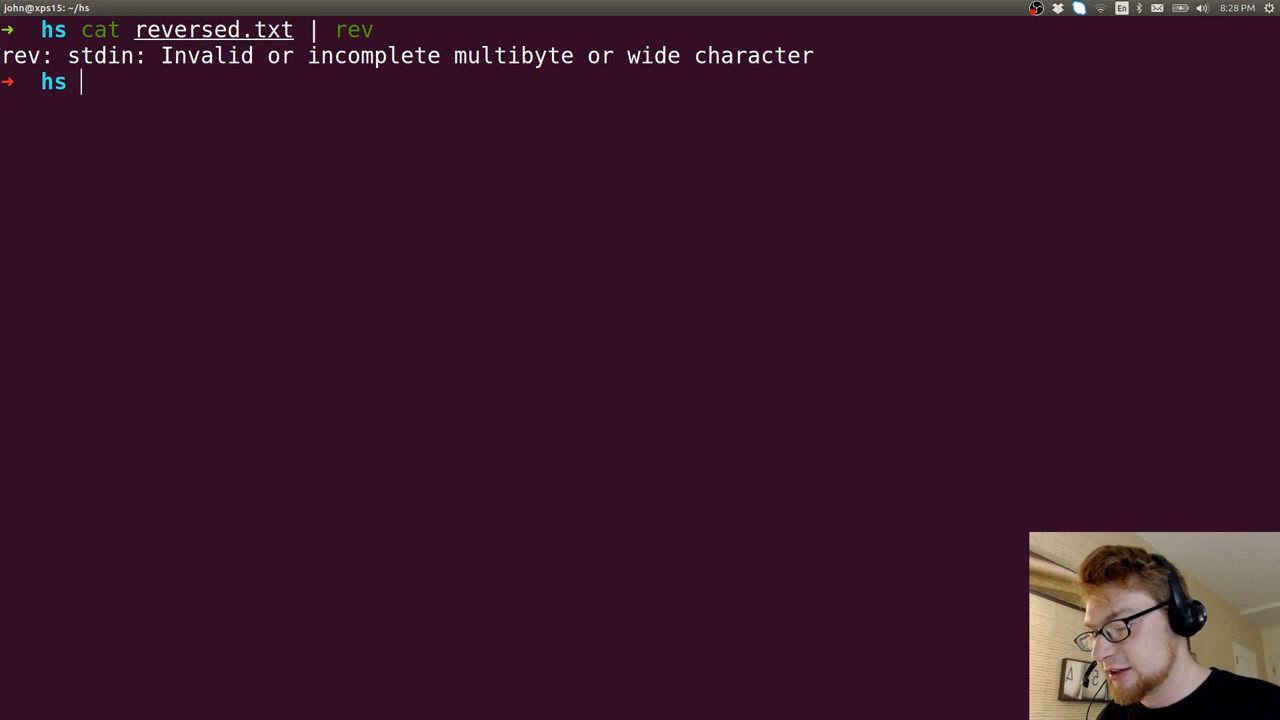 john@xps15: ~/hs
En
8:28 PM
➜ hs cat reversed.txt | rev
rev: stdin: Invalid or incomplete multibyte or wide character
➜ hs